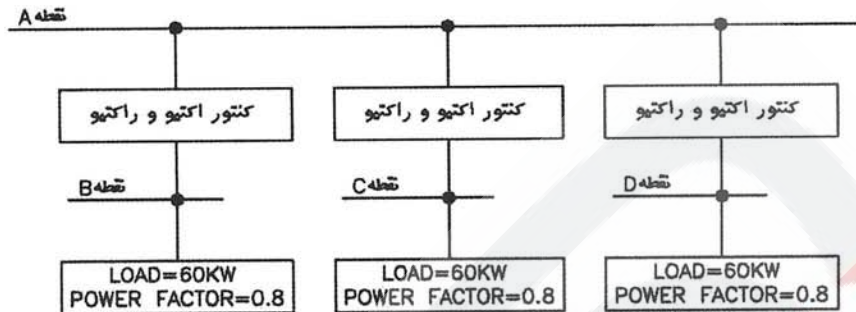 نقطه A
کنتور اکتیو و راکتیو
کنتور اکتیو و راکتیو
کنتور اکتیو و راکتیو
نقطه B
نقطه C
نقطه D
LOAD=60KW
POWER FACTOR=0.8
LOAD=60KW
POWER FACTOR=0.8
LOAD=60KW
POWER FACTOR=0.8